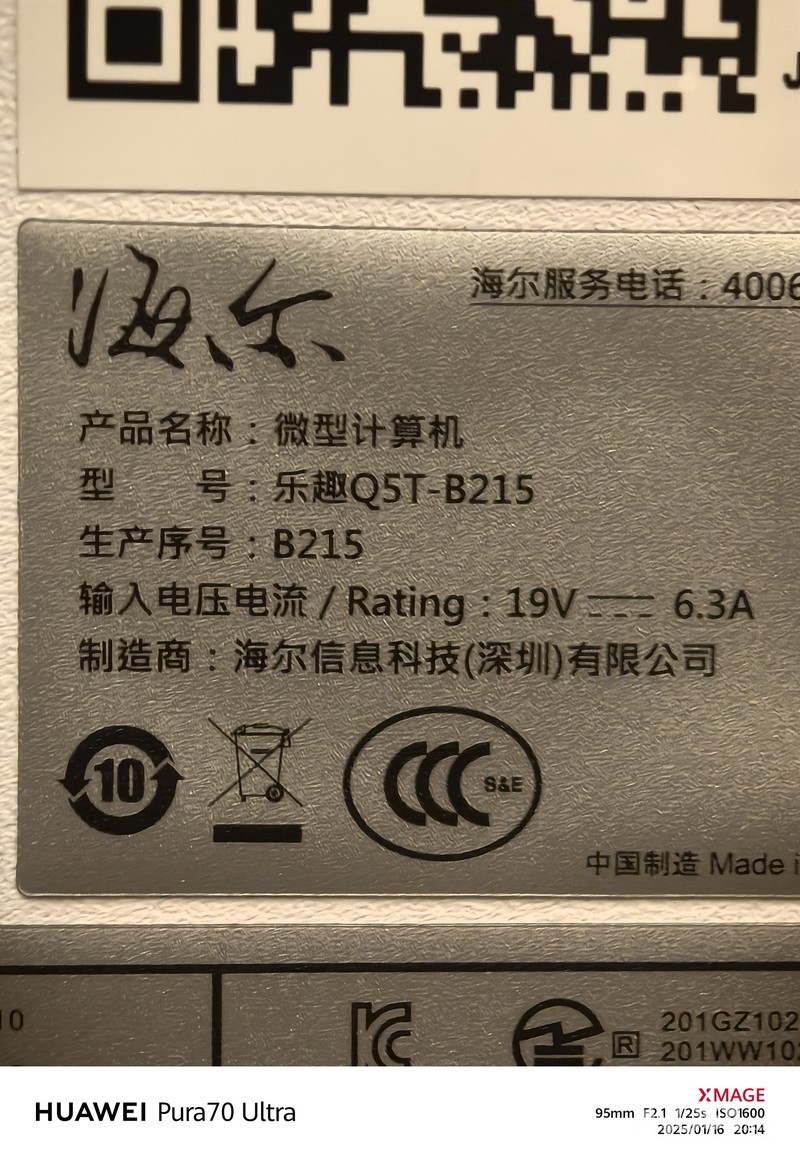 海尔
海尔服务电话：4006
产品名称：微型计算机
型 号：乐趣Q5T-B215
生产序号：B215
输入电压电流 / Rating：19V 6.3A
制造商：海尔信息科技(深圳)有限公司
10
CCC S&E
中国制造 Made i
10
R
201GZ102
201WW102
HUAWEI Pura70 Ultra
XMAGE
95mm F2.1 1/25s ISO1600
2025/01/16 20:14